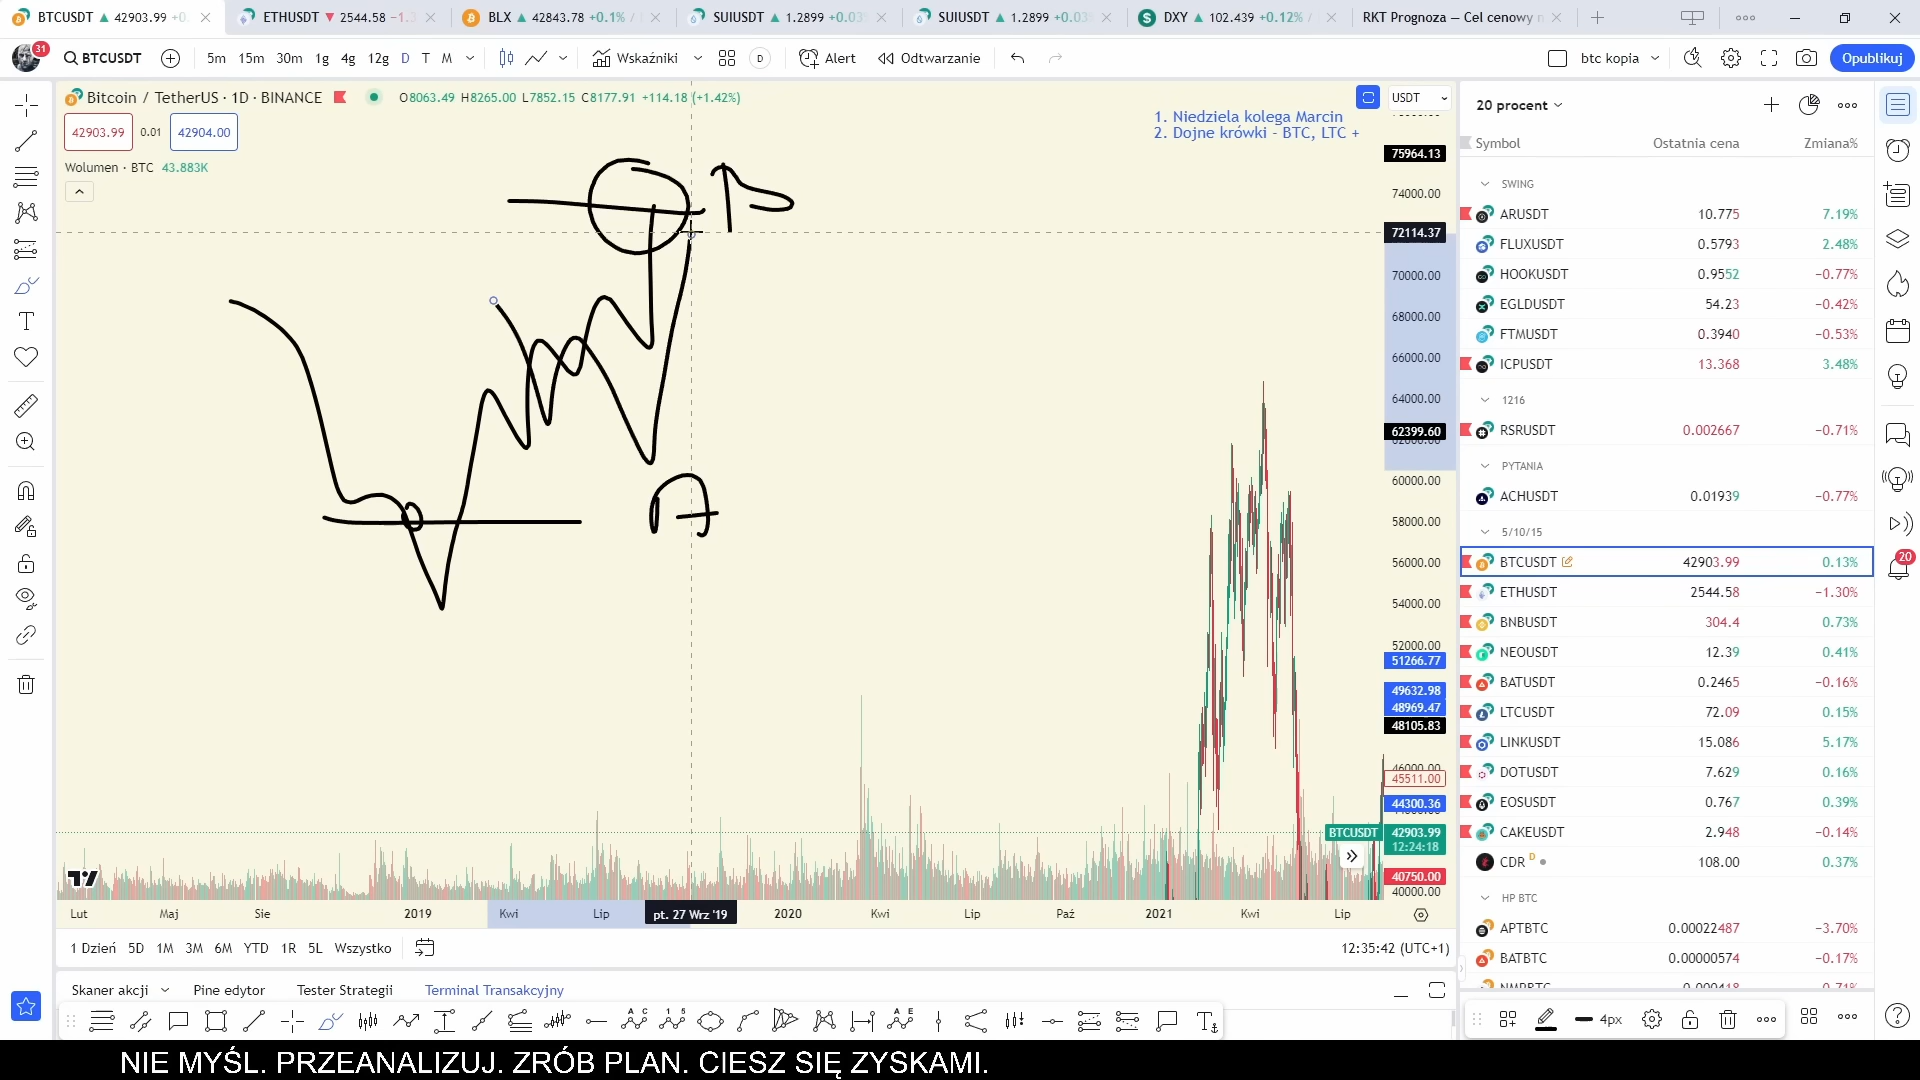 BTCUSDT ▲ 42903.99 +0.
ETHUSDT ▼ 2544.58 −1.3
BLX ▲ 42843.78 +0.1% /
SUIUSDT ▲ 1.2899 +0.03
SUIUSDT ▲ 1.2899 +0.03
DXY ▲ 102.439 +0.12% /
RKT Prognoza — Cel cenowy n
31
BTCUSDT
5m 15m 30m 1g 4g 12g D T M
Wskaźniki
D
Alert
Odtwarzanie
btc kopia
Opublikuj
Bitcoin / TetherUS · 1D · BINANCE
O8063.49 H8265.00 L7852.15 C8177.91 +114.18 (+1.42%)
42903.99 0.01 42904.00
Wolumen · BTC 43.883K
1. Niedziela kolega Marcin
2. Dojne krówki - BTC, LTC +
USDT
75964.13
74000.00
72114.37
70000.00
68000.00
66000.00
64000.00
62399.60
60000.00
58000.00
56000.00
54000.00
52000.00
51266.77
49632.98
48969.47
48105.83
46000.00
45511.00
44300.36
BTCUSDT 42903.99
12:24:18
40750.00
40000.00
Lut Maj Sie 2019 Kwi Lip pt. 27 Wrz '19 2020 Kwi Lip Paź 2021 Kwi Lip
1 Dzień 5D 1M 3M 6M YTD 1R 5L Wszystko
12:35:42 (UTC+1)
Skaner akcji Pine edytor Tester Strategii Terminal Transakcyjny
20 procent
Symbol Ostatnia cena Zmiana%
SWING
ARUSDT 10.775 7.19%
FLUXUSDT 0.5793 2.48%
HOOKUSDT 0.9552 −0.77%
EGLDUSDT 54.23 −0.42%
FTMUSDT 0.3940 −0.53%
ICPUSDT 13.368 3.48%
1216
RSRUSDT 0.002667 −0.71%
PYTANIA
ACHUSDT 0.01939 −0.77%
5/10/15
BTCUSDT 42903.99 0.13%
ETHUSDT 2544.58 −1.30%
BNBUSDT 304.4 0.73%
NEOUSDT 12.39 0.41%
BATUSDT 0.2465 −0.16%
LTCUSDT 72.09 0.15%
LINKUSDT 15.086 5.17%
DOTUSDT 7.629 0.16%
EOSUSDT 0.767 0.39%
CAKEUSDT 2.948 −0.14%
CDR D 108.00 0.37%
HP BTC
APTBTC 0.00022487 −3.70%
BATBTC 0.00000574 −0.17%
20
4px
NIE MYŚL. PRZEANALIZUJ. ZRÓB PLAN. CIESZ SIĘ ZYSKAMI.